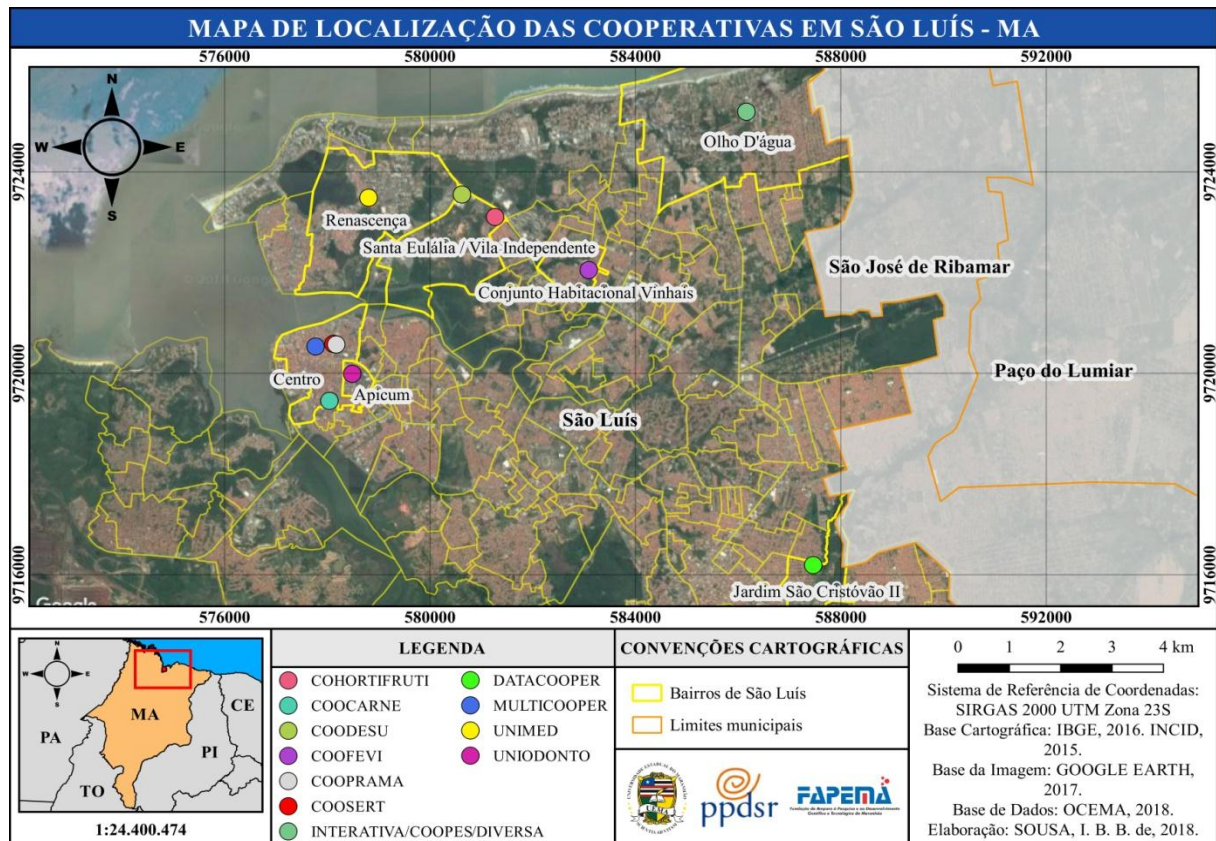 MAPA DE LOCALIZAÇÃO DAS COOPERATIVAS EM SÃO LUÍS - MA
576000 580000 584000 588000 592000
N
W E
S
9724000 9724000
9720000 9720000
9716000 9716000
Olho D'água
Renascença
Santa Eulália / Vila Independente
São José de Ribamar
Conjunto Habitacional Vinhais
Paço do Lumiar
Centro
Apicum
São Luís
Jardim São Cristóvão II
Google
576000 580000 584000 588000 592000
N
W E
S
MA
CE
PA
PI
TO
1:24.400.474
LEGENDA
COHORTIFRUTI
COOCARNE
COODESU
COOFEVI
COOPRAMA
COOSERT
INTERATIVA/COOPES/DIVERSA
DATACOOPER
MULTICOOPER
UNIMED
UNIODONTO
CONVENÇÕES CARTOGRÁFICAS
Bairros de São Luís
Limites municipais
UEMA
ppdsr
FAPEMA
0 1 2 3 4 km
Sistema de Referência de Coordenadas:
SIRGAS 2000 UTM Zona 23S
Base Cartográfica: IBGE, 2016. INCID,
2015.
Base da Imagem: GOOGLE EARTH,
2017.
Base de Dados: OCEMA, 2018.
Elaboração: SOUSA, I. B. B. de, 2018.